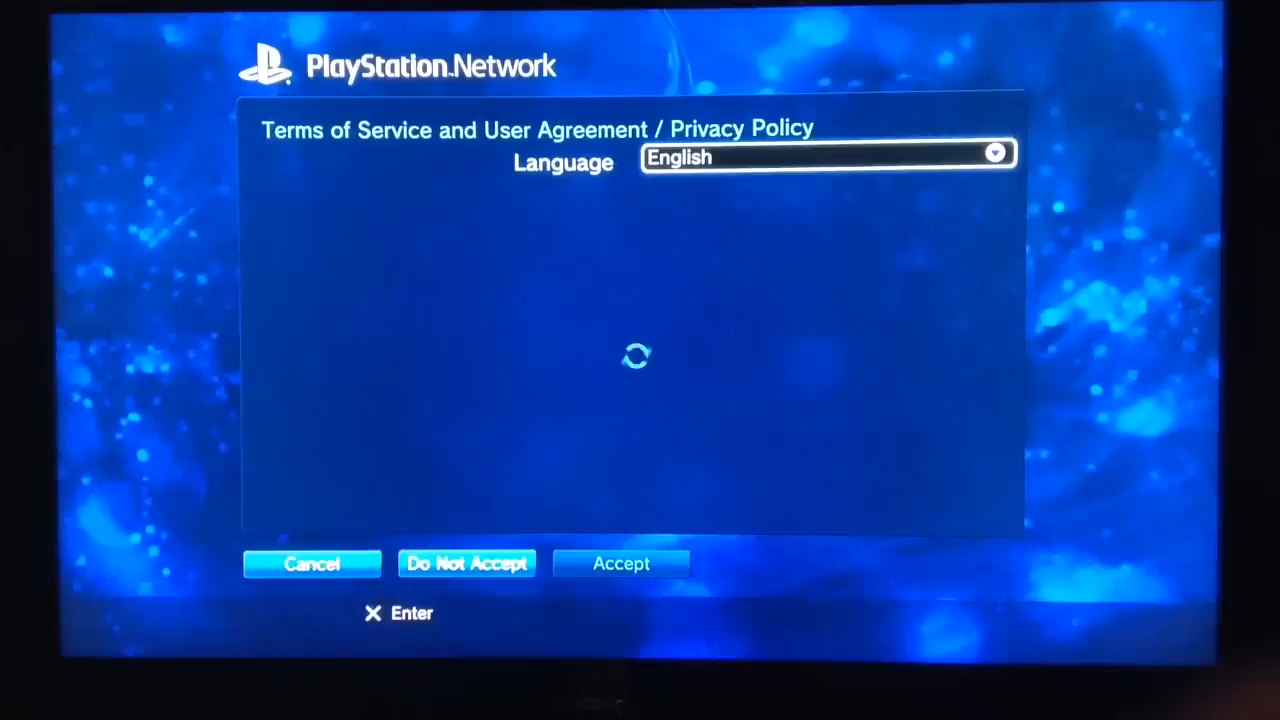 PlayStation Network
Terms of Service and User Agreement / Privacy Policy
Language English
Cancel Do Not Accept Accept
Enter